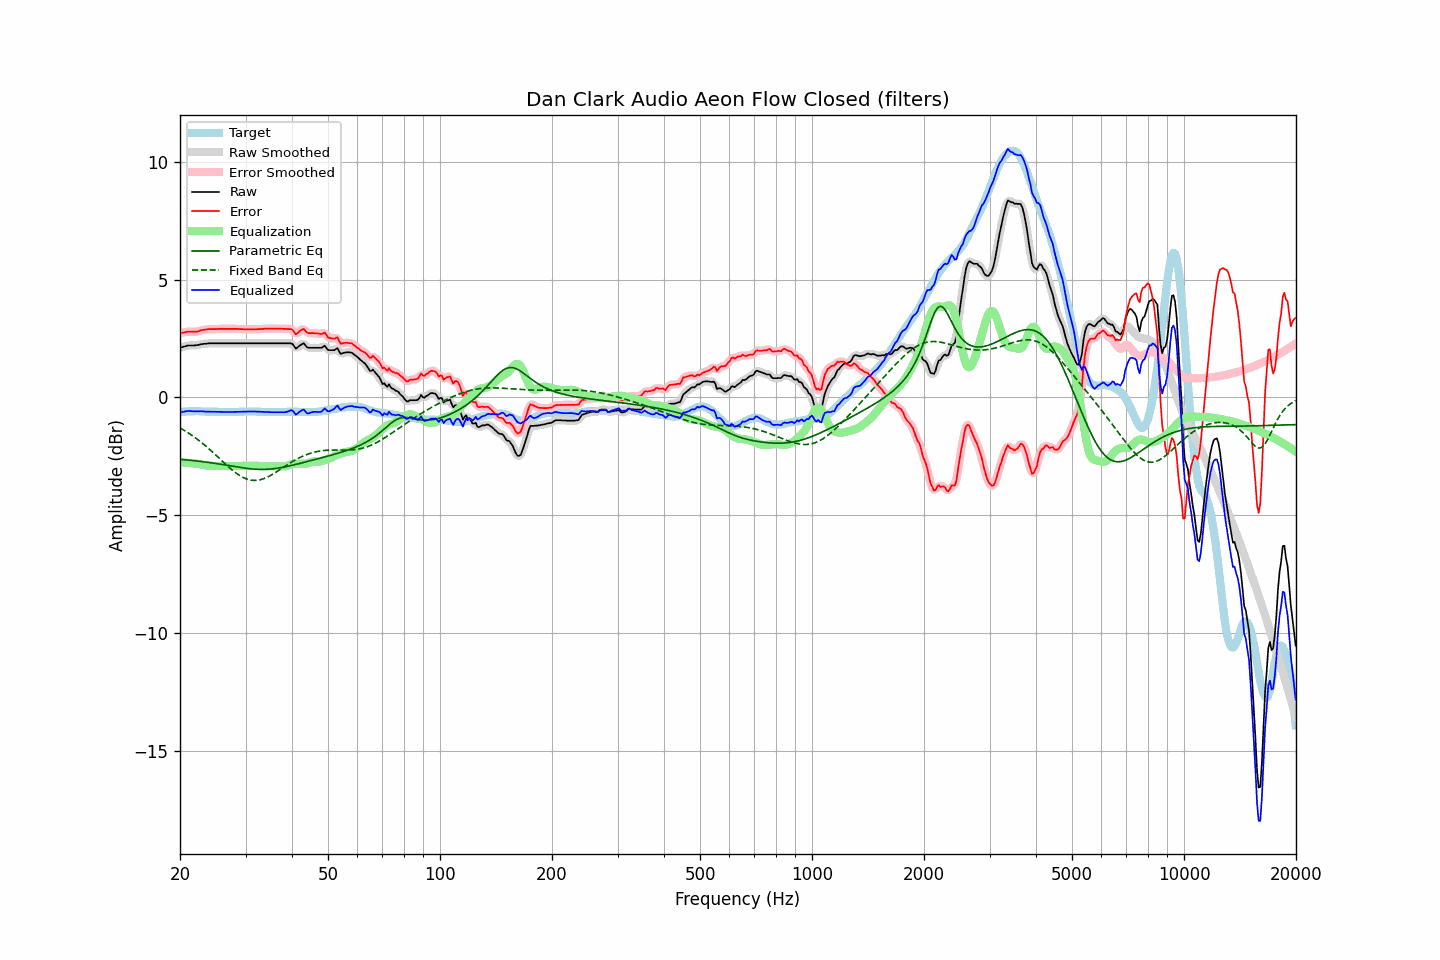 Dan Clark Audio Aeon Flow Closed (filters)
Target
Raw Smoothed
Error Smoothed
Raw
Error
Equalization
Parametric Eq
Fixed Band Eq
Equalized
Amplitude (dBr)
10
5
0
−5
−10
−15
20 50 100 200 500 1000 2000 5000 10000 20000
Frequency (Hz)